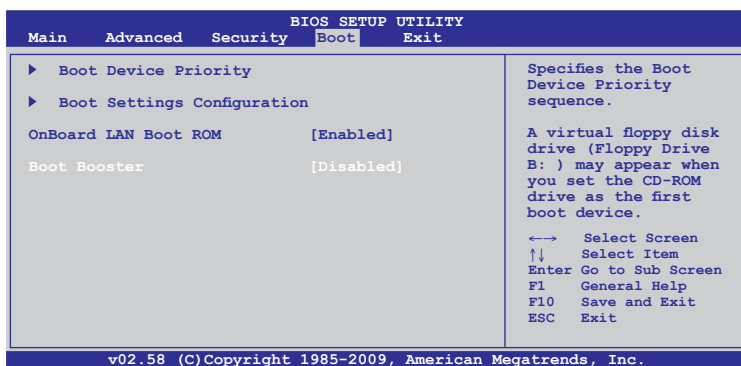 BIOS SETUP UTILITY
Main Advanced Security Boot Exit
▶ Boot Device Priority
▶ Boot Settings Configuration
OnBoard LAN Boot ROM [Enabled]
Boot Booster [Disabled]
Specifies the Boot
Device Priority
sequence.
A virtual floppy disk
drive (Floppy Drive
B: ) may appear when
you set the CD-ROM
drive as the first
boot device.
←→ Select Screen
↑↓ Select Item
Enter Go to Sub Screen
F1 General Help
F10 Save and Exit
ESC Exit
v02.58 (C)Copyright 1985-2009, American Megatrends, Inc.